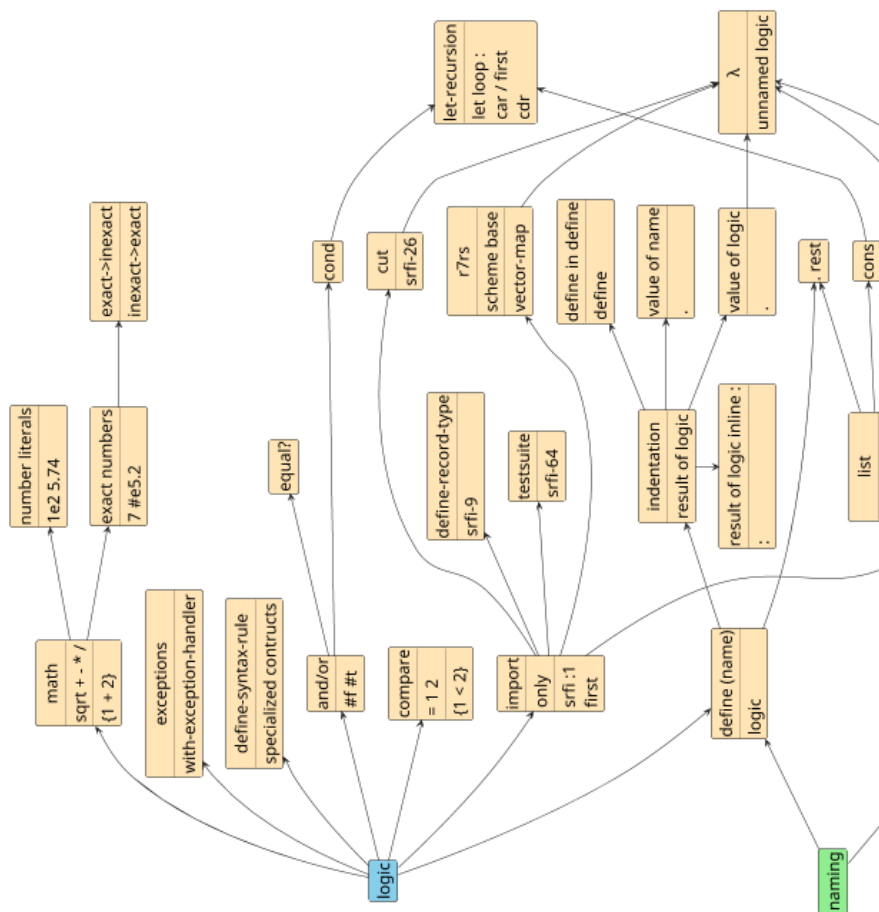 let-recursion
let loop :
car / first
cdr
λ
unnamed logic
exact->inexact
inexact->exact
cond
cut
srfi-26
r7rs
scheme base
vector-map
define in define
define
value of name
.
value of logic
.
. rest
cons
number literals
1e2 5.74
exact numbers
7 #e5.2
equal?
define-record-type
srfi-9
testsuite
srfi-64
indentation
result of logic
result of logic inline :
:
list
math
sqrt + - * /
{1 + 2}
exceptions
with-exception-handler
define-syntax-rule
specialized contructs
and/or
#f #t
compare
= 1 2
{1 < 2}
import
only
srfi :1
first
define (name)
logic
logic
naming